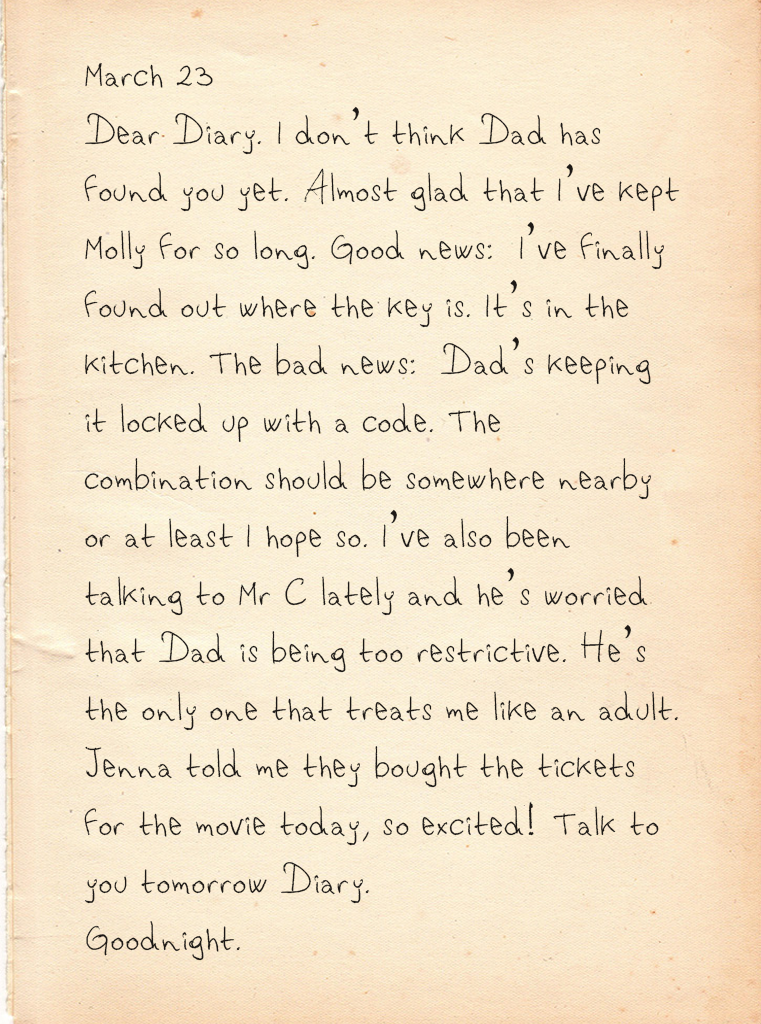 March 23
Dear Diary. I don't think Dad has
found you yet. Almost glad that I've kept
Molly for so long. Good news: I've finally
found out where the key is. It's in the
kitchen. The bad news: Dad's keeping
it locked up with a code. The
combination should be somewhere nearby
or at least I hope so. I've also been
talking to Mr C lately and he's worried
that Dad is being too restrictive. He's
the only one that treats me like an adult.
Jenna told me they bought the tickets
for the movie today, so excited! Talk to
you tomorrow Diary.
Goodnight.